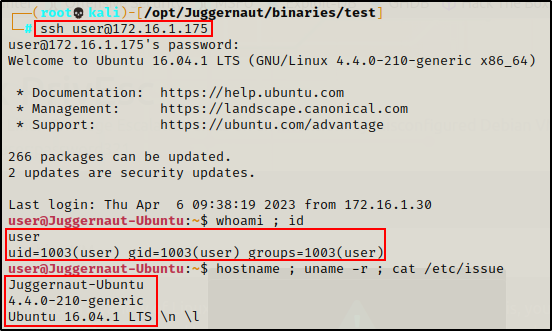 (root💀kali)-[/opt/Juggernaut/binaries/test]
# ssh user@172.16.1.175
user@172.16.1.175's password:
Welcome to Ubuntu 16.04.1 LTS (GNU/Linux 4.4.0-210-generic x86_64)
* Documentation:  https://help.ubuntu.com
* Management:     https://landscape.canonical.com
* Support:        https://ubuntu.com/advantage
266 packages can be updated.
2 updates are security updates.
Last login: Thu Apr  6 09:38:19 2023 from 172.16.1.30
user@Juggernaut-Ubuntu:~$ whoami ; id
user
uid=1003(user) gid=1003(user) groups=1003(user)
user@Juggernaut-Ubuntu:~$ hostname ; uname -r ; cat /etc/issue
Juggernaut-Ubuntu
4.4.0-210-generic
Ubuntu 16.04.1 LTS \n \l